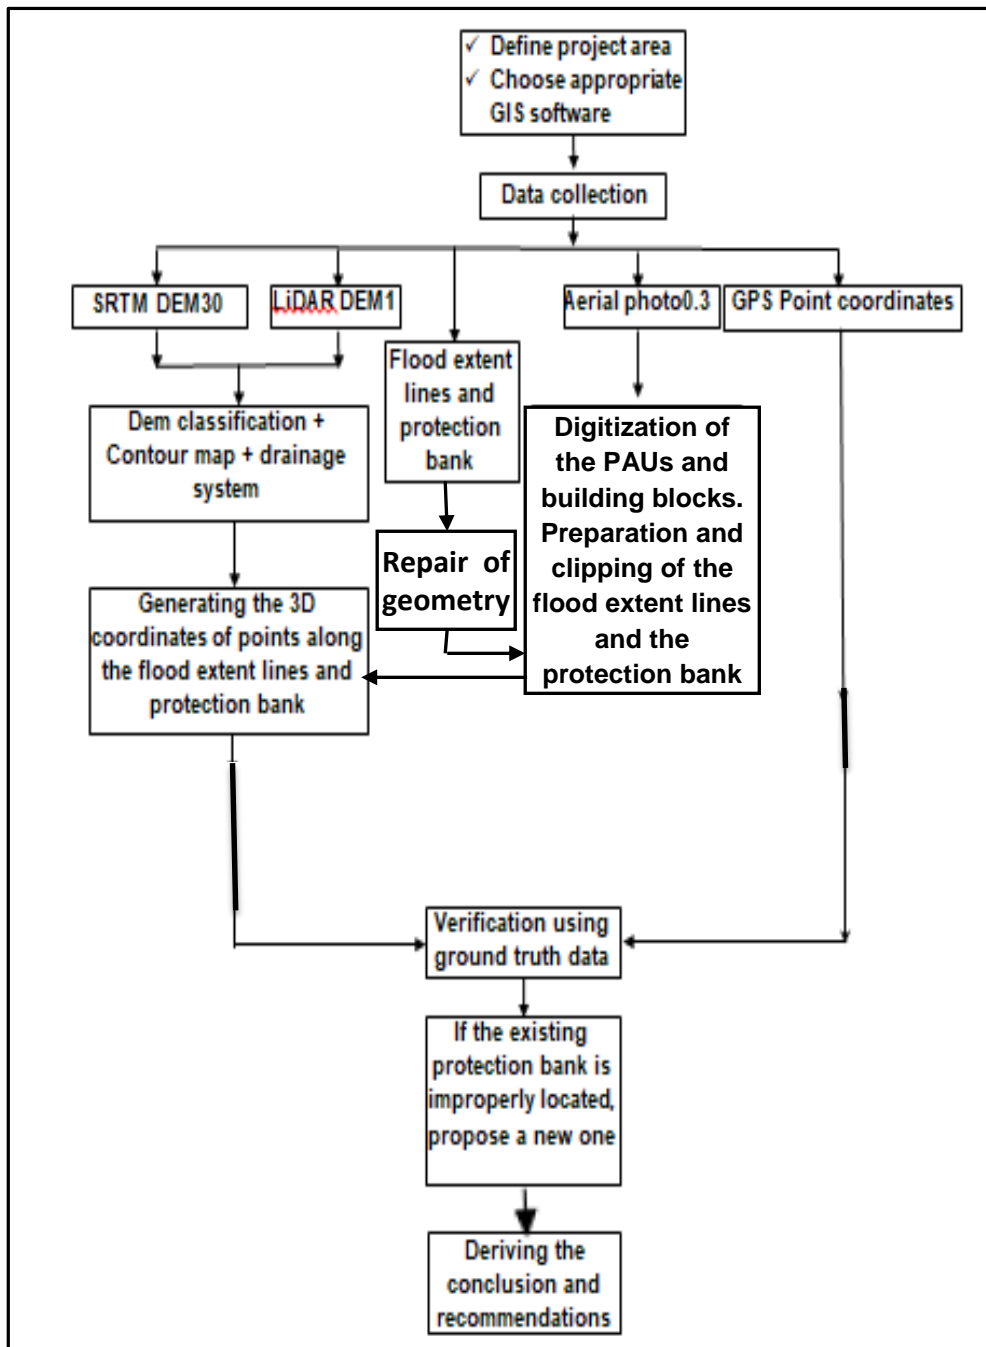 ✓ Define project area
✓ Choose appropriate
GIS software
Data collection
SRTM DEM30
LiDAR DEM1
Aerial photo0.3
GPS Point coordinates
Flood extent
lines and
protection
bank
Dem classification +
Contour map + drainage
system
Digitization of
the PAUs and
building blocks.
Preparation and
clipping of the
flood extent lines
and the
protection bank
Repair of
geometry
Generating the 3D
coordinates of points along
the flood extent lines and
protection bank
Verification using
ground truth data
If the existing
protection bank is
improperly located,
propose a new one
Deriving the
conclusion and
recommendations